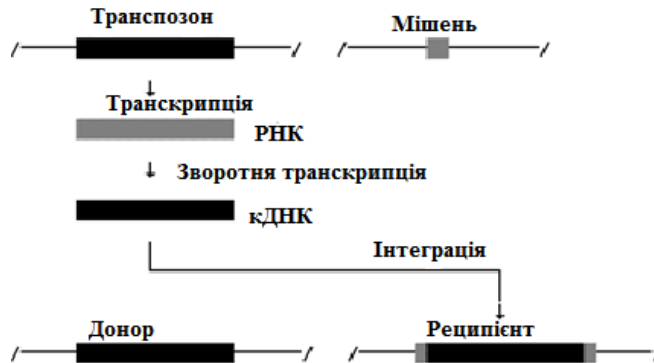 Транспозон
Мішень
Транскрипція
РНК
Зворотня транскрипція
кДНК
Інтеграція
Донор
Реципієнт